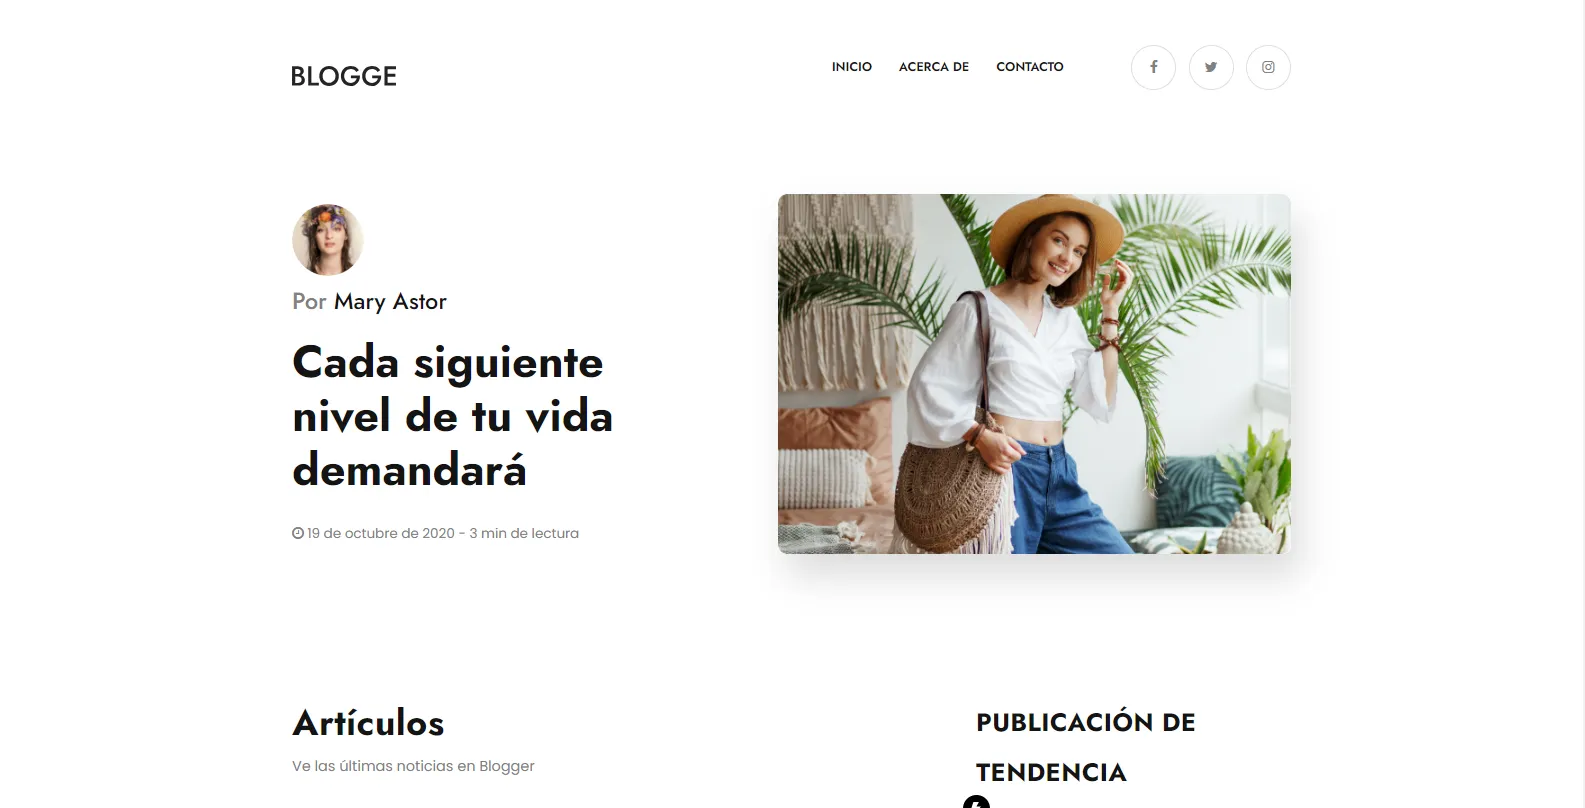 BLOGGE
INICIO
ACERCA DE
CONTACTO
Por Mary Astor
Cada siguiente
nivel de tu vida
demandará
19 de octubre de 2020 - 3 min de lectura
Artículos
Ve las últimas noticias en Blogger
PUBLICACIÓN DE
TENDENCIA